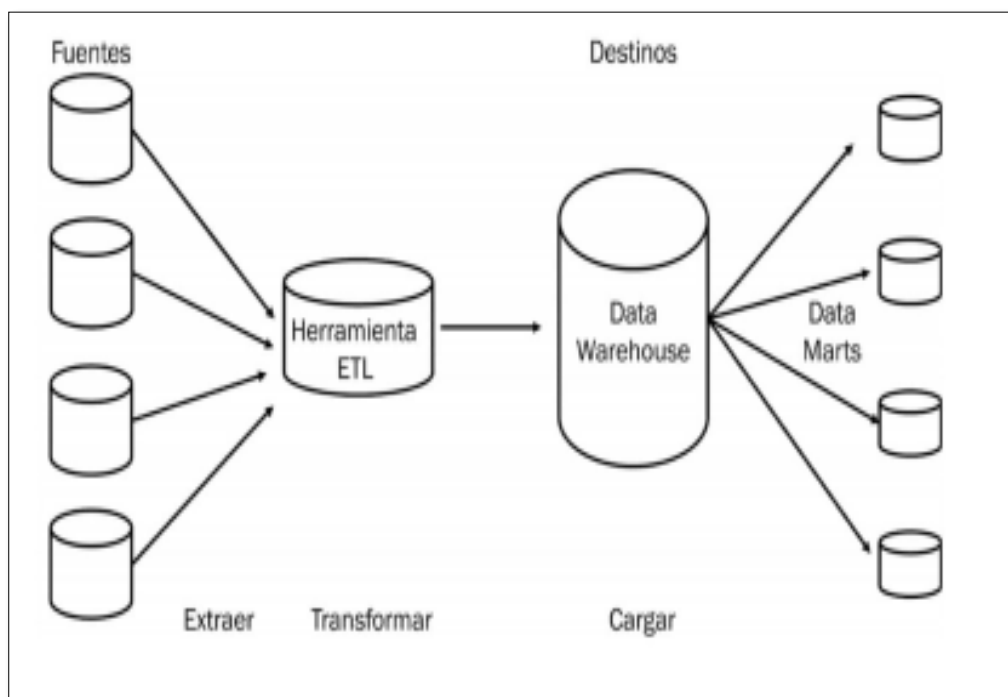 Fuentes
Destinos
Herramienta
ETL
Data
Warehouse
Data
Marts
Extraer
Transformar
Cargar